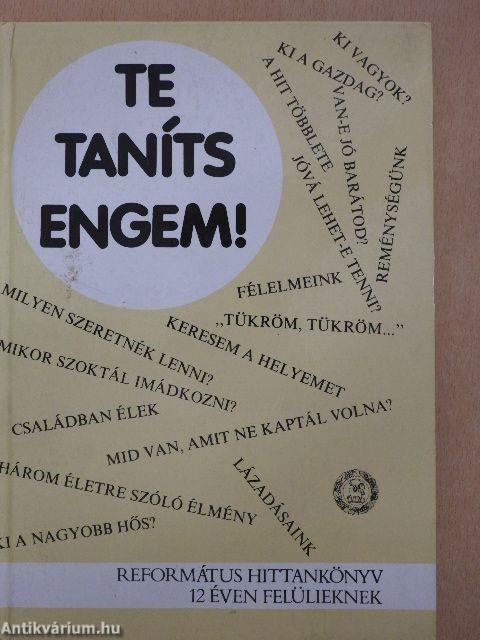 TE
TANÍTS
ENGEM!
KI VAGYOK?
KI A GAZDAG?
A HIT TÖBBLETE
VAN-E JÓ BARÁTOD?
JÓVÁ LEHET-E TENNI?
REMÉNYSÉGÜNK
FÉLELMEINK
„TÜKRÖM, TÜKRÖM..."
MILYEN SZERETNÉK LENNI?
KERESEM A HELYEMET
MIKOR SZOKTÁL IMÁDKOZNI?
CSALÁDBAN ÉLEK
MID VAN, AMIT NE KAPTÁL VOLNA?
HÁROM ÉLETRE SZÓLÓ ÉLMÉNY
LÁZADÁSAINK
KI A NAGYOBB HŐS?
REFORMÁTUS HITTANKÖNYV
12 ÉVEN FELÜLIEKNEK
Antikvárium.hu